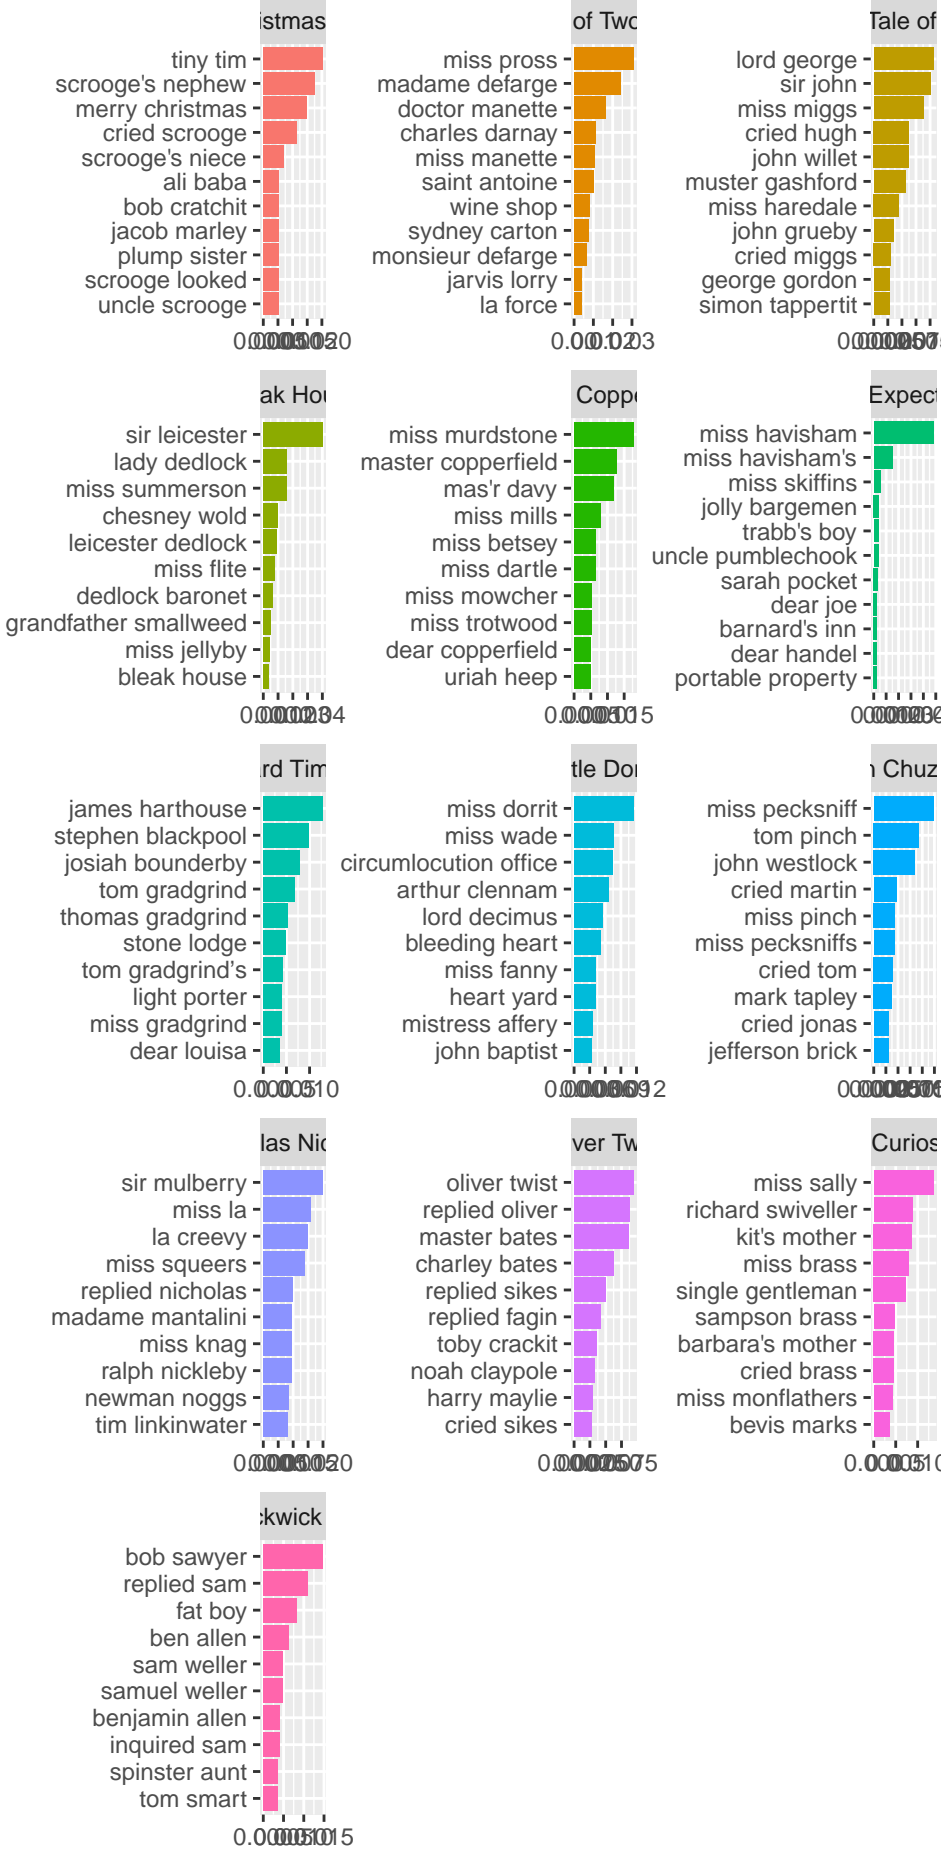 istmas
tiny tim
scrooge's nephew
merry christmas
cried scrooge
scrooge's niece
ali baba
bob cratchit
jacob marley
plump sister
scrooge looked
uncle scrooge
of Two
miss pross
madame defarge
doctor manette
charles darnay
miss manette
saint antoine
wine shop
sydney carton
monsieur defarge
jarvis lorry
la force
Tale of
lord george
sir john
miss miggs
cried hugh
john willet
muster gashford
miss haredale
john grueby
cried miggs
george gordon
simon tappertit
ak Hou
sir leicester
lady dedlock
miss summerson
chesney wold
leicester dedlock
miss flite
dedlock baronet
grandfather smallweed
miss jellyby
bleak house
Coppe
miss murdstone
master copperfield
mas'r davy
miss mills
miss betsey
miss dartle
miss mowcher
miss trotwood
dear copperfield
uriah heep
Expect
miss havisham
miss havisham's
miss skiffins
jolly bargemen
trabb's boy
uncle pumblechook
sarah pocket
dear joe
barnard's inn
dear handel
portable property
rd Tim
james harthouse
stephen blackpool
josiah bounderby
tom gradgrind
thomas gradgrind
stone lodge
tom gradgrind’s
light porter
miss gradgrind
dear louisa
tle Dor
miss dorrit
miss wade
circumlocution office
arthur clennam
lord decimus
bleeding heart
miss fanny
heart yard
mistress affery
john baptist
Chuz
miss pecksniff
tom pinch
john westlock
cried martin
miss pinch
miss pecksniffs
cried tom
mark tapley
cried jonas
jefferson brick
las Nic
sir mulberry
miss la
la creevy
miss squeers
replied nicholas
madame mantalini
miss knag
ralph nickleby
newman noggs
tim linkinwater
ver Tw
oliver twist
replied oliver
master bates
charley bates
replied sikes
replied fagin
toby crackit
noah claypole
harry maylie
cried sikes
Curios
miss sally
richard swiveller
kit's mother
miss brass
single gentleman
sampson brass
barbara's mother
cried brass
miss monflathers
bevis marks
ckwick
bob sawyer
replied sam
fat boy
ben allen
sam weller
samuel weller
benjamin allen
inquired sam
spinster aunt
tom smart